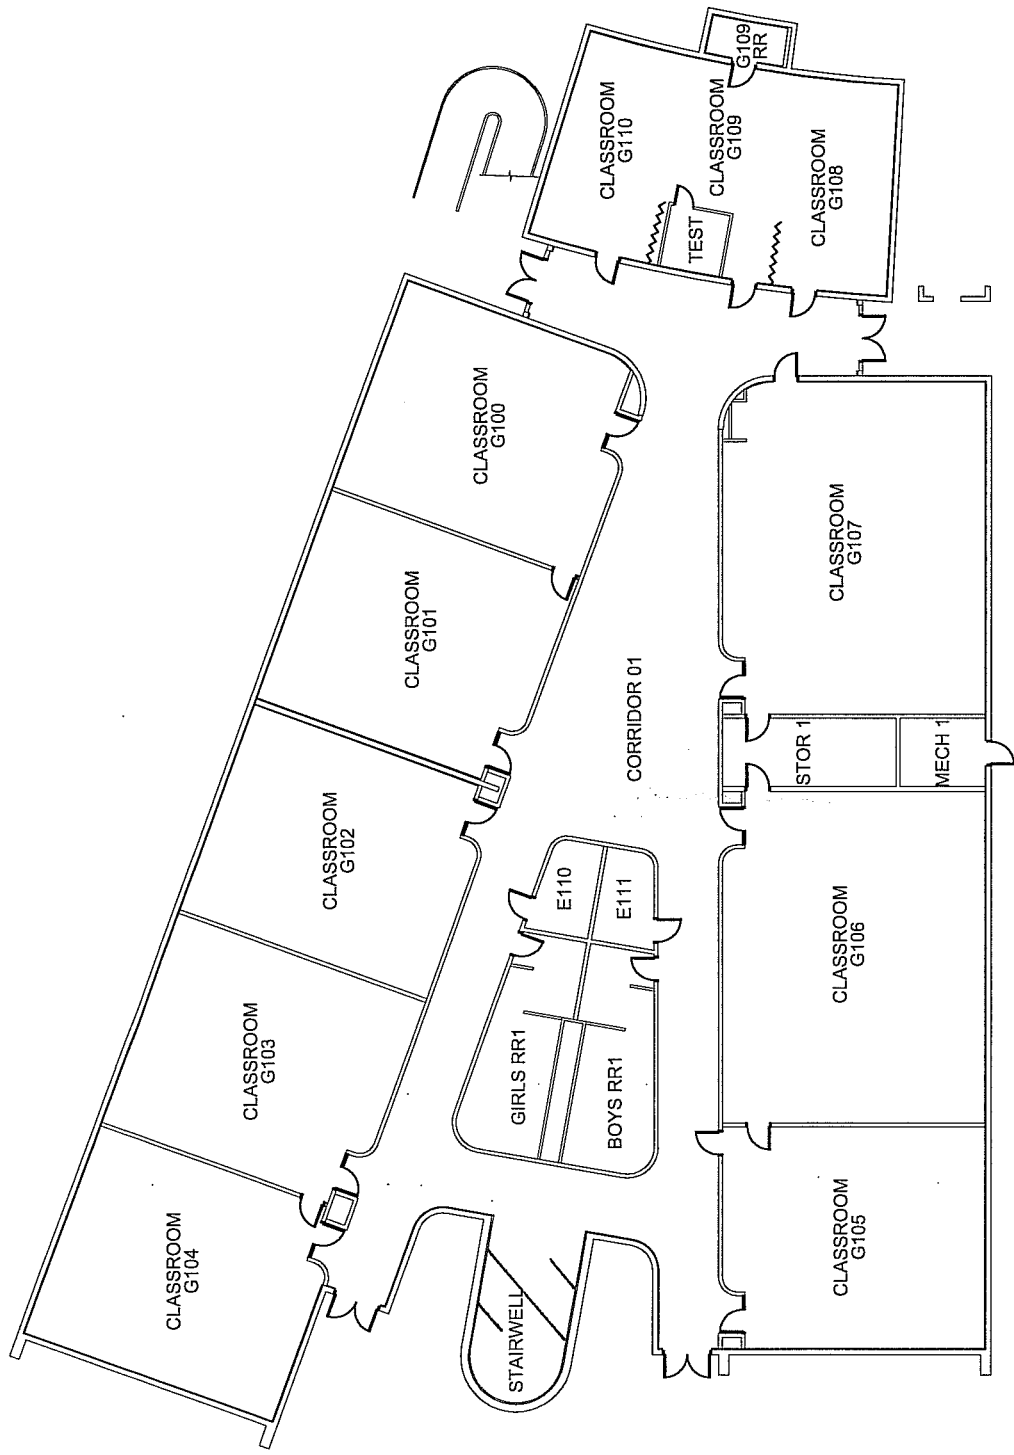 G109
RR
CLASSROOM
G110
CLASSROOM
G109
CLASSROOM
G108
TEST
CLASSROOM
G100
CLASSROOM
G101
CLASSROOM
G107
CORRIDOR 01
STOR 1
MECH 1
CLASSROOM
G102
E110
E111
CLASSROOM
G106
CLASSROOM
G103
GIRLS RR1
BOYS RR1
CLASSROOM
G104
CLASSROOM
G105
STAIRWELL